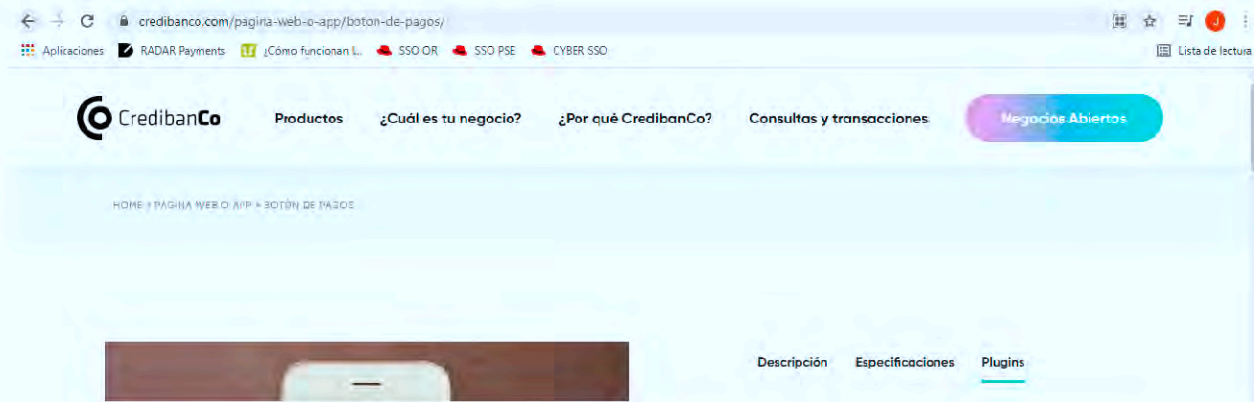 credibanco.com/pagina-web-o-app/boton-de-pagos/
J
Aplicaciones RADAR Payments ¿Cómo funcionan l... SSO OR SSO PSE CYBER SSO Lista de lectura
CredibanCo Productos ¿Cuál es tu negocio? ¿Por qué CredibanCo? Consultas y transacciones Negocios Abiertos
HOME » PAGINA WEB O APP » BOTÓN DE PAGOS
Descripción Especificaciones Plugins